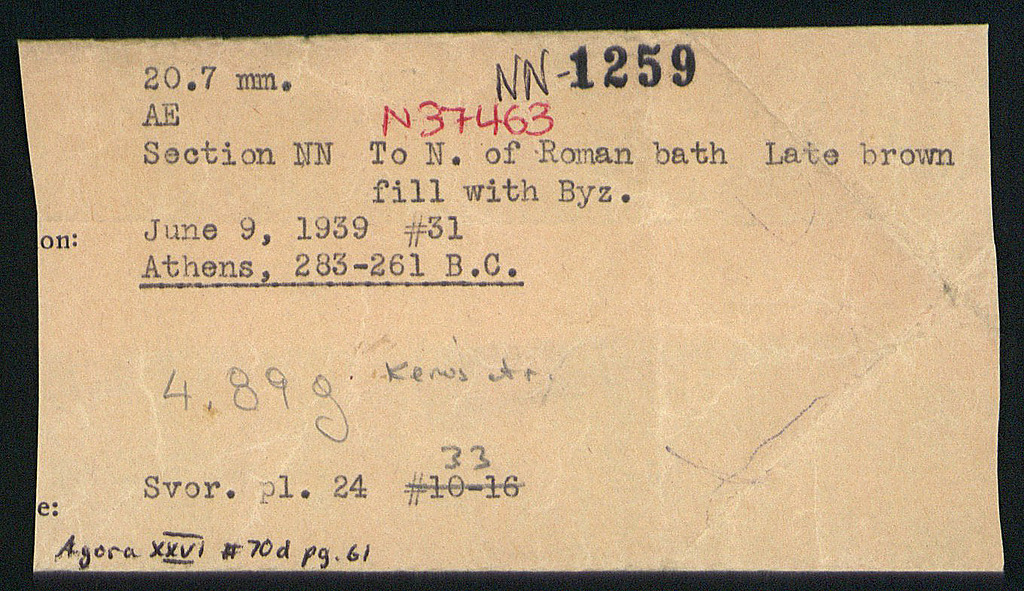 20.7 mm. NN-1259
AE N37463
Section NN To N. of Roman bath Late brown
fill with Byz.
on: June 9, 1939 #31
Athens, 283-261 B.C.
4.89g.
33
Svor. pl. 24 #10-16
e:
Agora XXVI #70d pg. 61